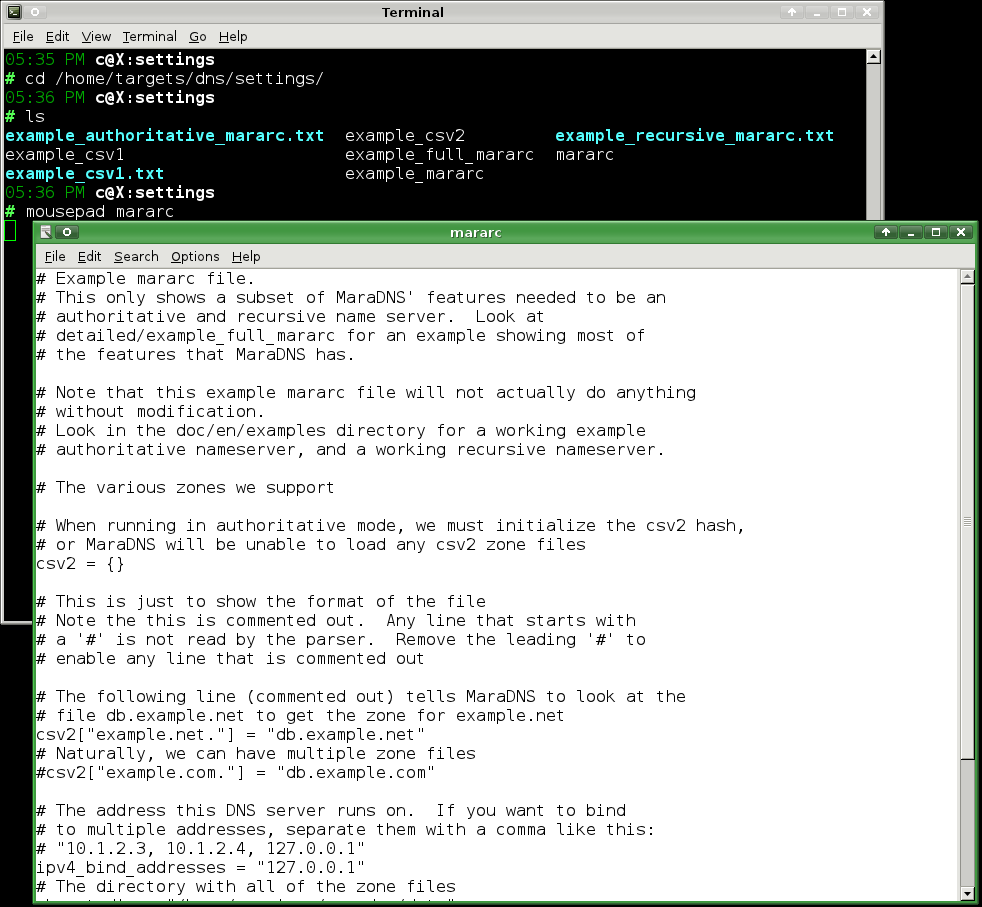 Terminal
File Edit View Terminal Go Help
05:35 PM c@X:settings
# cd /home/targets/dns/settings/
05:36 PM c@X:settings
# ls
example_authoritative_mararc.txt example_csv2 example_recursive_mararc.txt
example_csv1 example_full_mararc mararc
example_csv1.txt example_mararc
05:36 PM c@X:settings
# mousepad mararc
mararc
File Edit Search Options Help
# Example mararc file.
# This only shows a subset of MaraDNS' features needed to be an
# authoritative and recursive name server.  Look at
# detailed/example_full_mararc for an example showing most of
# the features that MaraDNS has.
# Note that this example mararc file will not actually do anything
# without modification.
# Look in the doc/en/examples directory for a working example
# authoritative nameserver, and a working recursive nameserver.
# The various zones we support
# When running in authoritative mode, we must initialize the csv2 hash,
# or MaraDNS will be unable to load any csv2 zone files
csv2 = {}
# This is just to show the format of the file
# Note the this is commented out.  Any line that starts with
# a '#' is not read by the parser.  Remove the leading '#' to
# enable any line that is commented out
# The following line (commented out) tells MaraDNS to look at the
# file db.example.net to get the zone for example.net
csv2["example.net."] = "db.example.net"
# Naturally, we can have multiple zone files
#csv2["example.com."] = "db.example.com"
# The address this DNS server runs on.  If you want to bind
# to multiple addresses, separate them with a comma like this:
# "10.1.2.3, 10.1.2.4, 127.0.0.1"
ipv4_bind_addresses = "127.0.0.1"
# The directory with all of the zone files